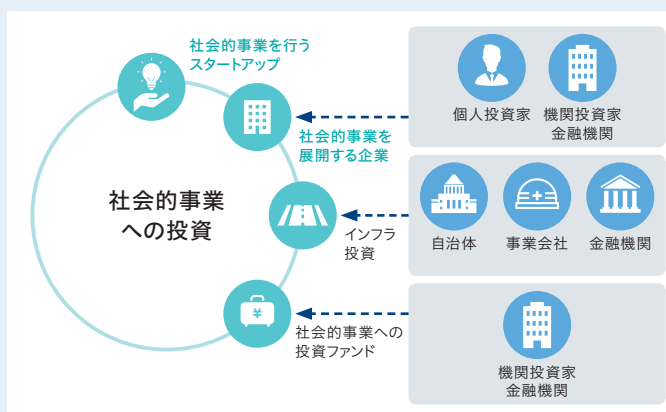 社会的事業を行う
スタートアップ
個人投資家
機関投資家
金融機関
社会的事業を
展開する企業
社会的事業
への投資
インフラ
投資
自治体
事業会社
金融機関
¥
社会的事業への
投資ファンド
機関投資家
金融機関